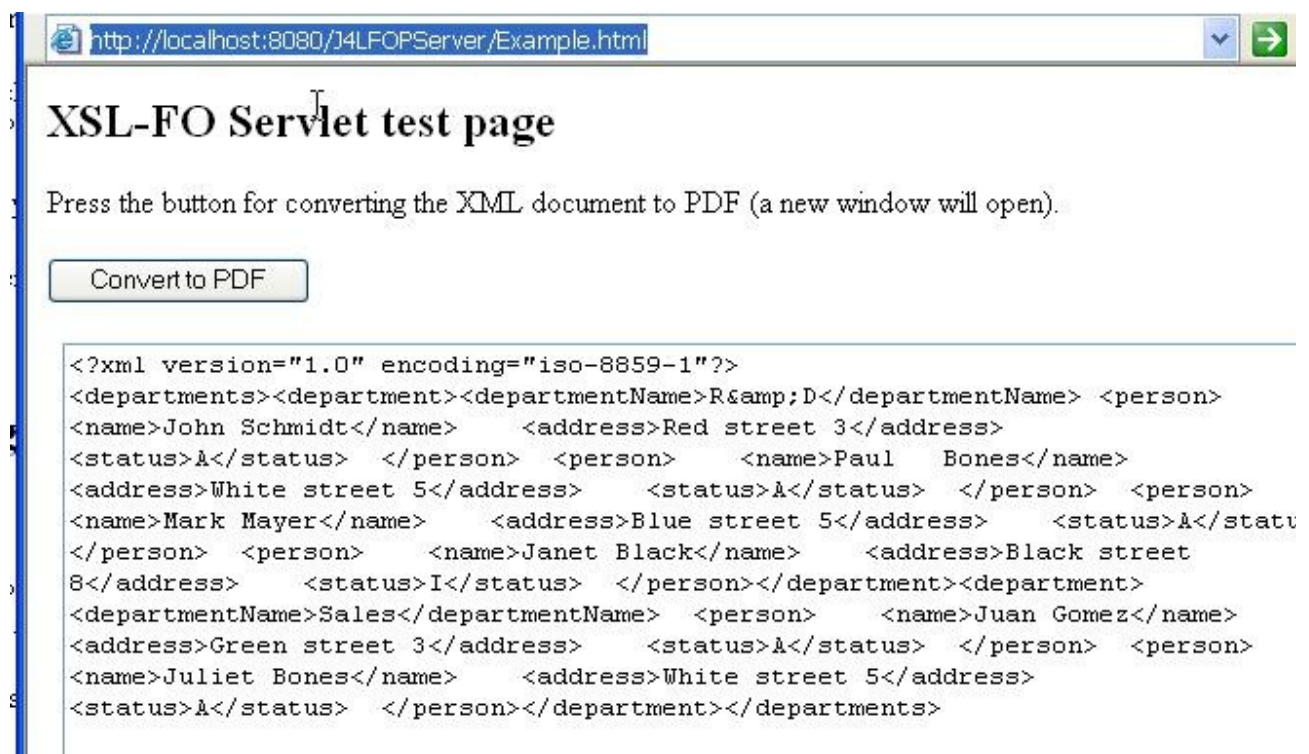 http://localhost:8080/J4LFOPServer/Example.html
XSL-FO Servlet test page
Press the button for converting the XML document to PDF (a new window will open).
Convert to PDF
<?xml version="1.0" encoding="iso-8859-1"?>
<departments><department><departmentName>R&amp;D</departmentName> <person>
<name>John Schmidt</name>    <address>Red street 3</address>
<status>A</status>  </person>  <person>    <name>Paul   Bones</name>
<address>White street 5</address>    <status>A</status>  </person>  <person>
<name>Mark Mayer</name>    <address>Blue street 5</address>    <status>A</statu
</person>  <person>    <name>Janet Black</name>    <address>Black street
8</address>    <status>I</status>  </person></department><department>
<departmentName>Sales</departmentName>  <person>    <name>Juan Gomez</name>
<address>Green street 3</address>    <status>A</status>  </person>  <person>
<name>Juliet Bones</name>    <address>White street 5</address>
<status>A</status>  </person></department></departments>